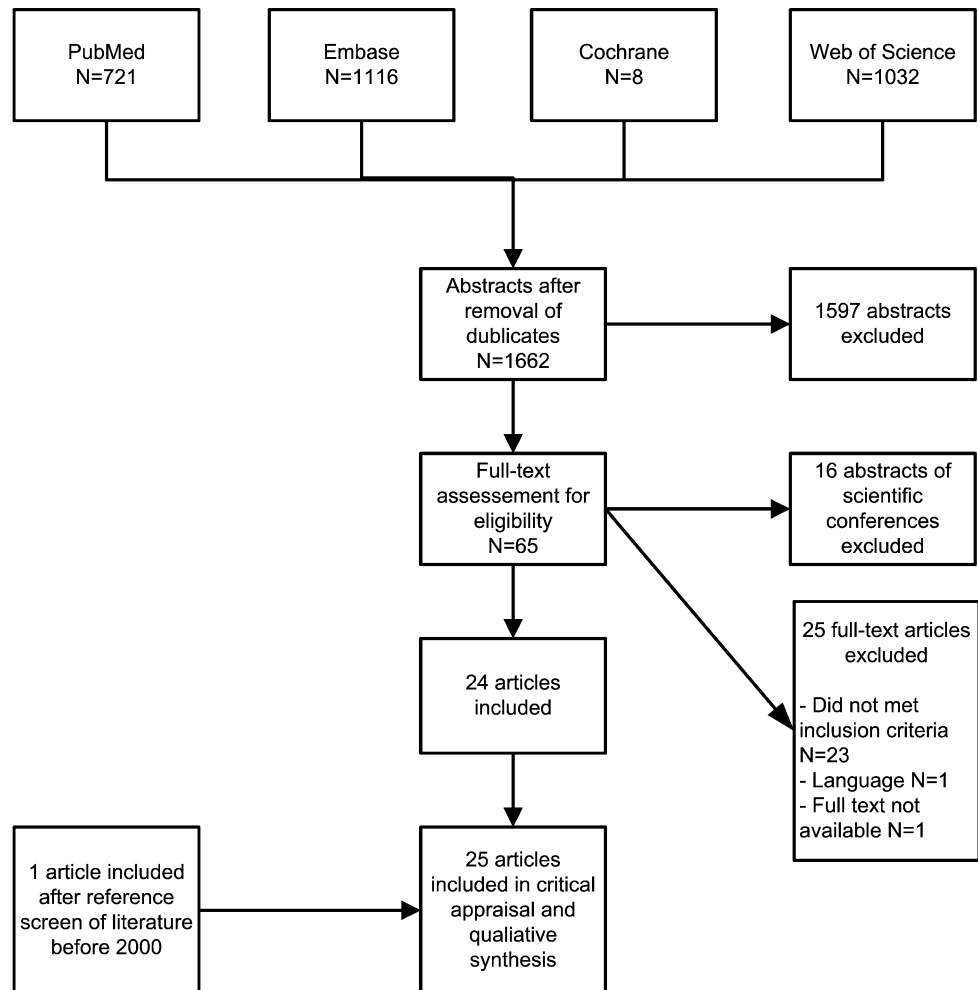 PubMed
N=721
Embase
N=1116
Cochrane
N=8
Web of Science
N=1032
Abstracts after
removal of
dublicates
N=1662
1597 abstracts
excluded
Full-text
assessement for
eligibility
N=65
16 abstracts of
scientific
conferences
excluded
25 full-text articles
excluded
- Did not met
inclusion criteria
N=23
- Language N=1
- Full text not
available N=1
24 articles
included
1 article included
after reference
screen of literature
before 2000
25 articles
included in critical
appraisal and
qualiative
synthesis